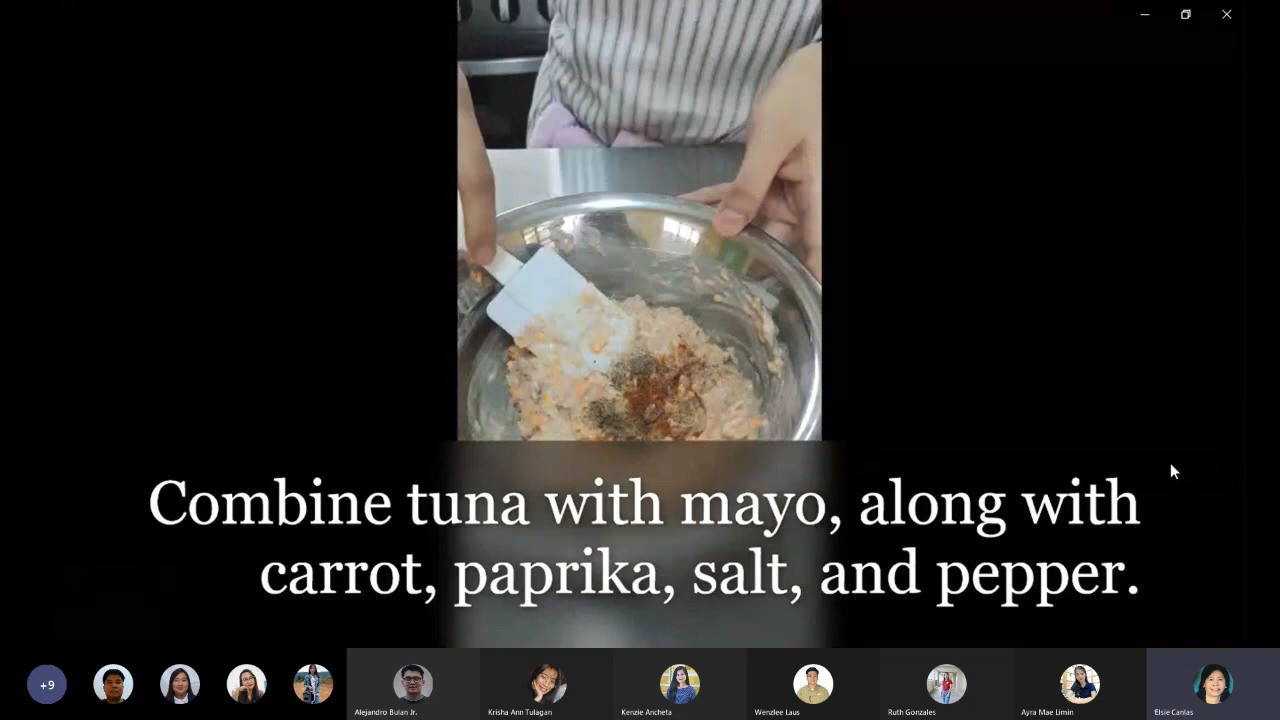 Combine tuna with mayo, along with
carrot, paprika, salt, and pepper.
+9
Alejandro Bulan Jr.
Krisha Ann Tulagan
Kenzie Ancheta
Wenzlee Laus
Ruth Gonzales
Ayra Mae Limin
Elsie Canlas